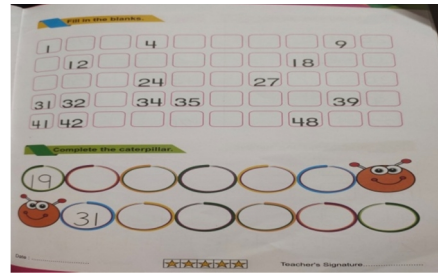 Fill in the blanks.
1 4 9
12 18
24 27
31 32 34 35 39
41 42 48
Complete the caterpillar.
19
31
Date : Teacher's Signature